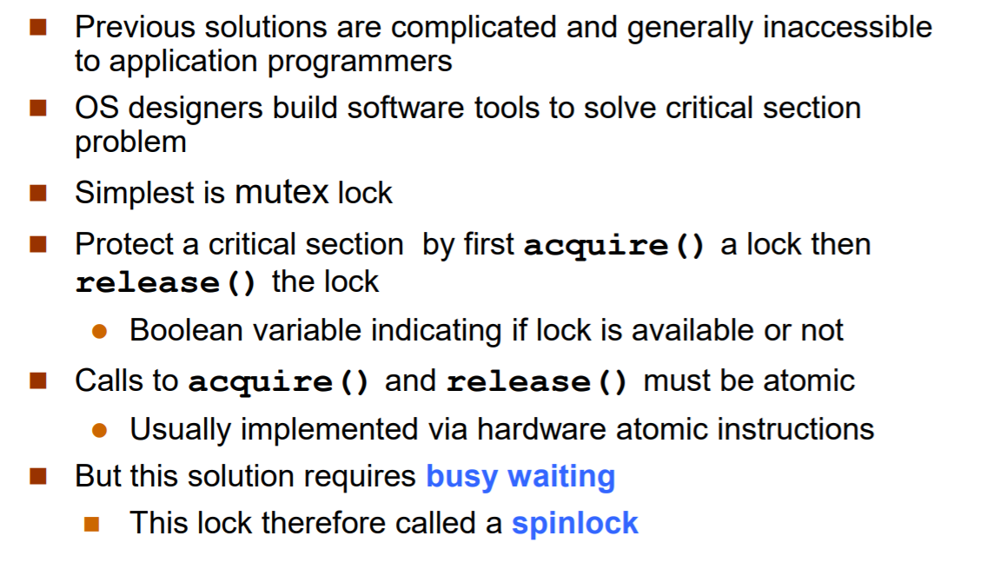 Previous solutions are complicated and generally inaccessible
to application programmers
OS designers build software tools to solve critical section
problem
Simplest is mutex lock
Protect a critical section by first acquire() a lock then
release() the lock
Boolean variable indicating if lock is available or not
Calls to acquire() and release() must be atomic
Usually implemented via hardware atomic instructions
But this solution requires busy waiting
This lock therefore called a spinlock